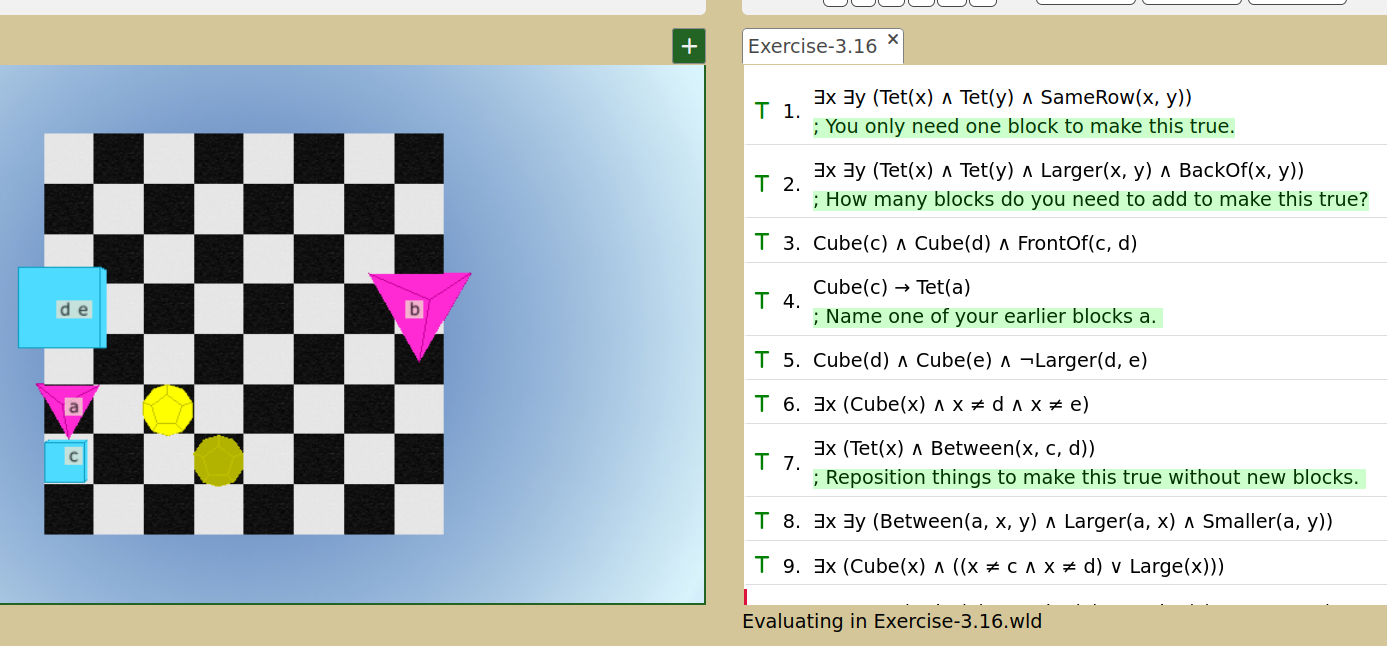 +
Exercise-3.16 ×
d e
b
a
c
T 1. ∃x ∃y (Tet(x) ∧ Tet(y) ∧ SameRow(x, y))
; You only need one block to make this true.
T 2. ∃x ∃y (Tet(x) ∧ Tet(y) ∧ Larger(x, y) ∧ BackOf(x, y))
; How many blocks do you need to add to make this true?
T 3. Cube(c) ∧ Cube(d) ∧ FrontOf(c, d)
T 4. Cube(c) → Tet(a)
; Name one of your earlier blocks a.
T 5. Cube(d) ∧ Cube(e) ∧ ¬Larger(d, e)
T 6. ∃x (Cube(x) ∧ x ≠ d ∧ x ≠ e)
T 7. ∃x (Tet(x) ∧ Between(x, c, d))
; Reposition things to make this true without new blocks.
T 8. ∃x ∃y (Between(a, x, y) ∧ Larger(a, x) ∧ Smaller(a, y))
T 9. ∃x (Cube(x) ∧ ((x ≠ c ∧ x ≠ d) ∨ Large(x)))
Evaluating in Exercise-3.16.wld